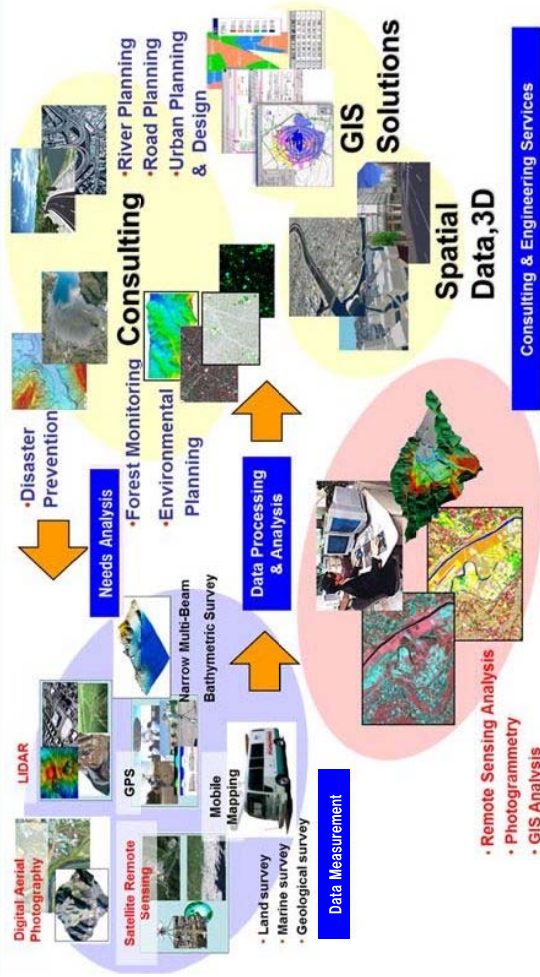 Digital Aerial
Photography
LIDAR
Satellite Remote
Sensing
GPS
Narrow Multi-Beam
Bathymetric Survey
Mobile
Mapping
• Land survey
• Marine survey
• Geological survey
Data Measurement
Needs Analysis
•Disaster
Prevention
Consulting
•Forest Monitoring
•Environmental
Planning
•River Planning
•Road Planning
•Urban Planning
& Design
Data Processing
& Analysis
• Remote Sensing Analysis
• Photogrammetry
• GIS Analysis
GIS
Solutions
Spatial
Data,3D
Consulting & Engineering Services